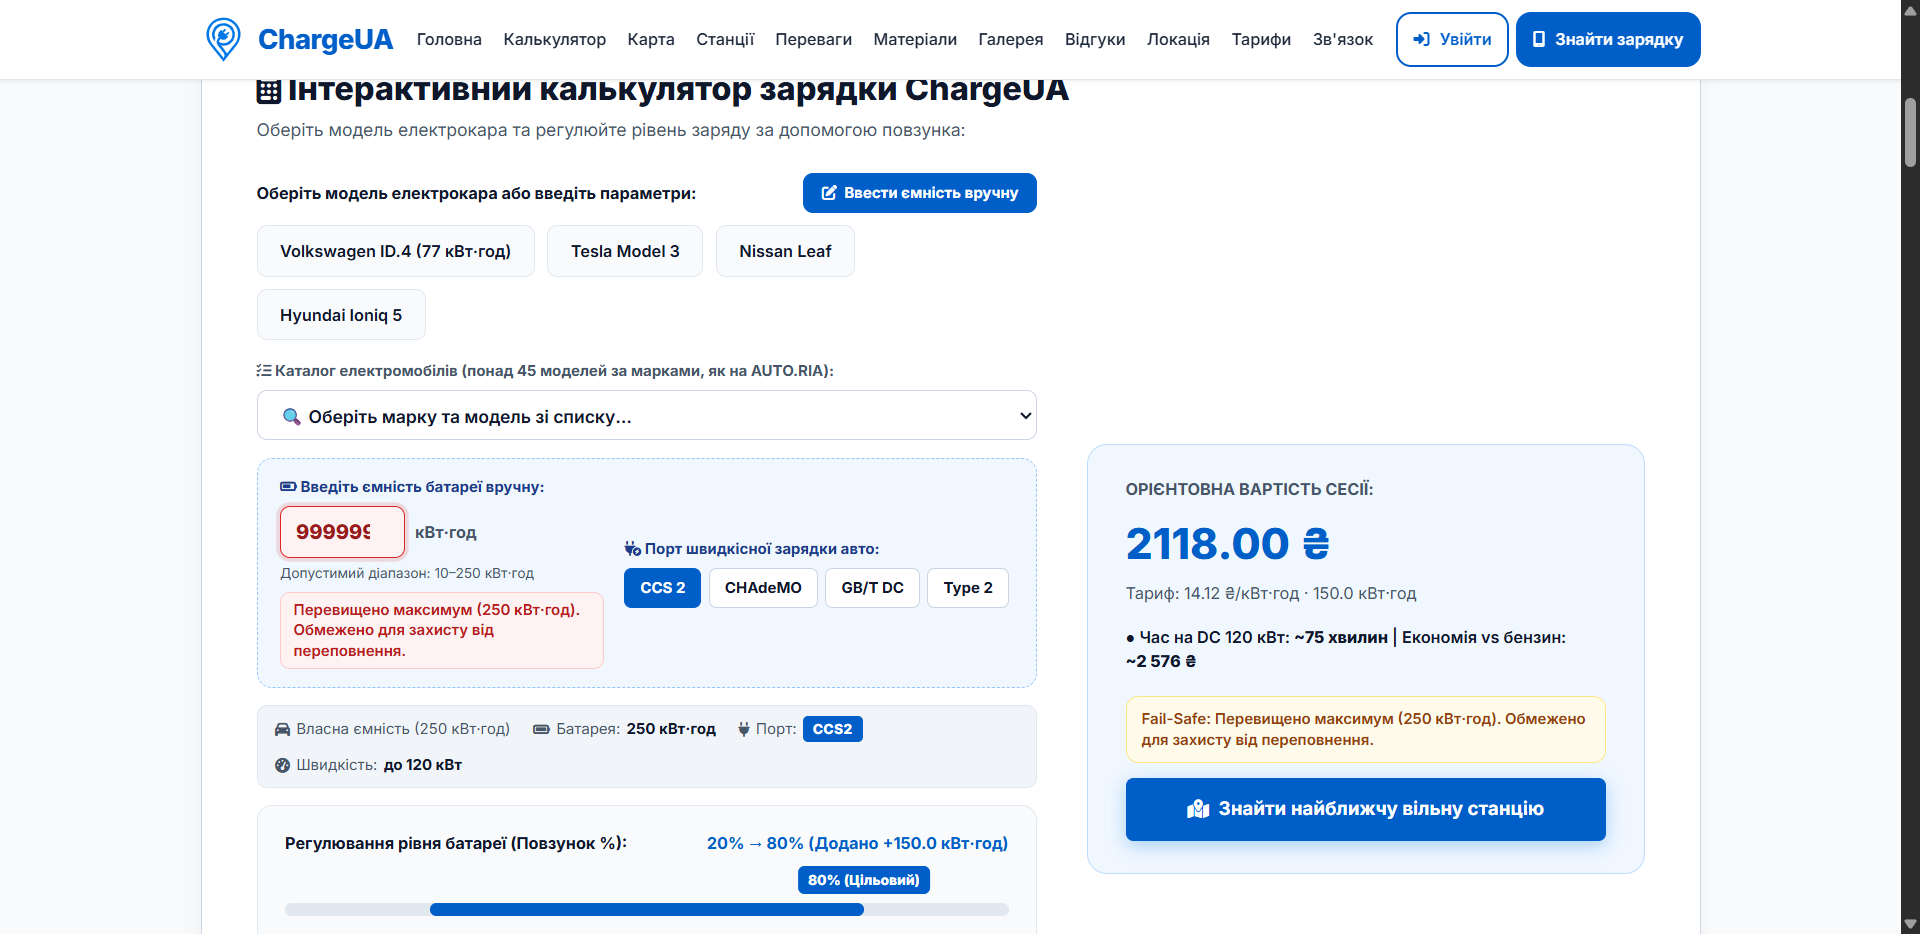 ChargeUA
Головна Калькулятор Карта Станції Переваги Матеріали Галерея Відгуки Локація Тарифи Зв'язок
Увійти
Знайти зарядку
Інтерактивний калькулятор зарядки ChargeUA
Оберіть модель електрокара та регулюйте рівень заряду за допомогою повзунка:
Оберіть модель електрокара або введіть параметри:
Ввести ємність вручну
Volkswagen ID.4 (77 кВт·год)
Tesla Model 3
Nissan Leaf
Hyundai Ioniq 5
Каталог електромобілів (понад 45 моделей за марками, як на AUTO.RIA):
Оберіть марку та модель зі списку...
Введіть ємність батареї вручну:
999999 кВт·год
Допустимий діапазон: 10–250 кВт·год
Перевищено максимум (250 кВт·год).
Обмежено для захисту від
переповнення.
Порт швидкісної зарядки авто:
CCS 2
CHAdeMO
GB/T DC
Type 2
Власна ємність (250 кВт·год) Батарея: 250 кВт·год Порт: CCS2
Швидкість: до 120 кВт
Регулювання рівня батареї (Повзунок %):
20% → 80% (Додано +150.0 кВт·год)
80% (Цільовий)
ОРІЄНТОВНА ВАРТІСТЬ СЕСІЇ:
2118.00 ₴
Тариф: 14.12 ₴/кВт·год · 150.0 кВт·год
● Час на DC 120 кВт: ~75 хвилин | Економія vs бензин:
~2 576 ₴
Fail-Safe: Перевищено максимум (250 кВт·год). Обмежено
для захисту від переповнення.
Знайти найближчу вільну станцію